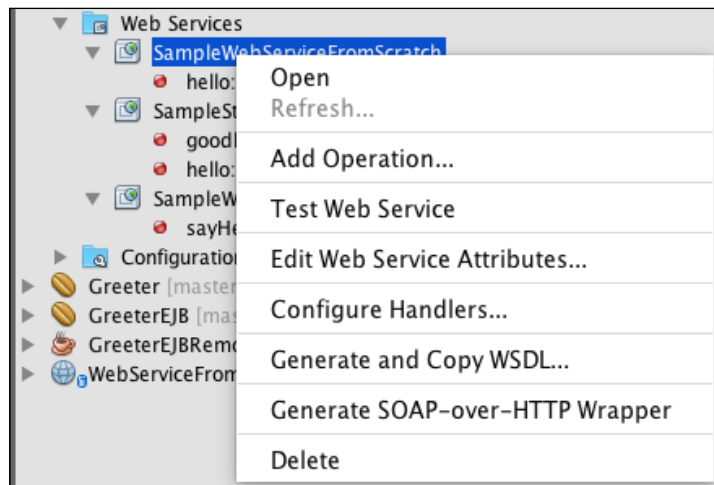 Web Services
SampleWebServiceFromScratch
hello:
Open
Refresh...
SampleSt
goodl
Add Operation...
hello:
SampleW
Test Web Service
sayHe
Edit Web Service Attributes...
Configuration
Greeter [master
Configure Handlers...
GreeterEJB [mas
GreeterEJBRemo
Generate and Copy WSDL...
WebServiceFrom
Generate SOAP-over-HTTP Wrapper
Delete